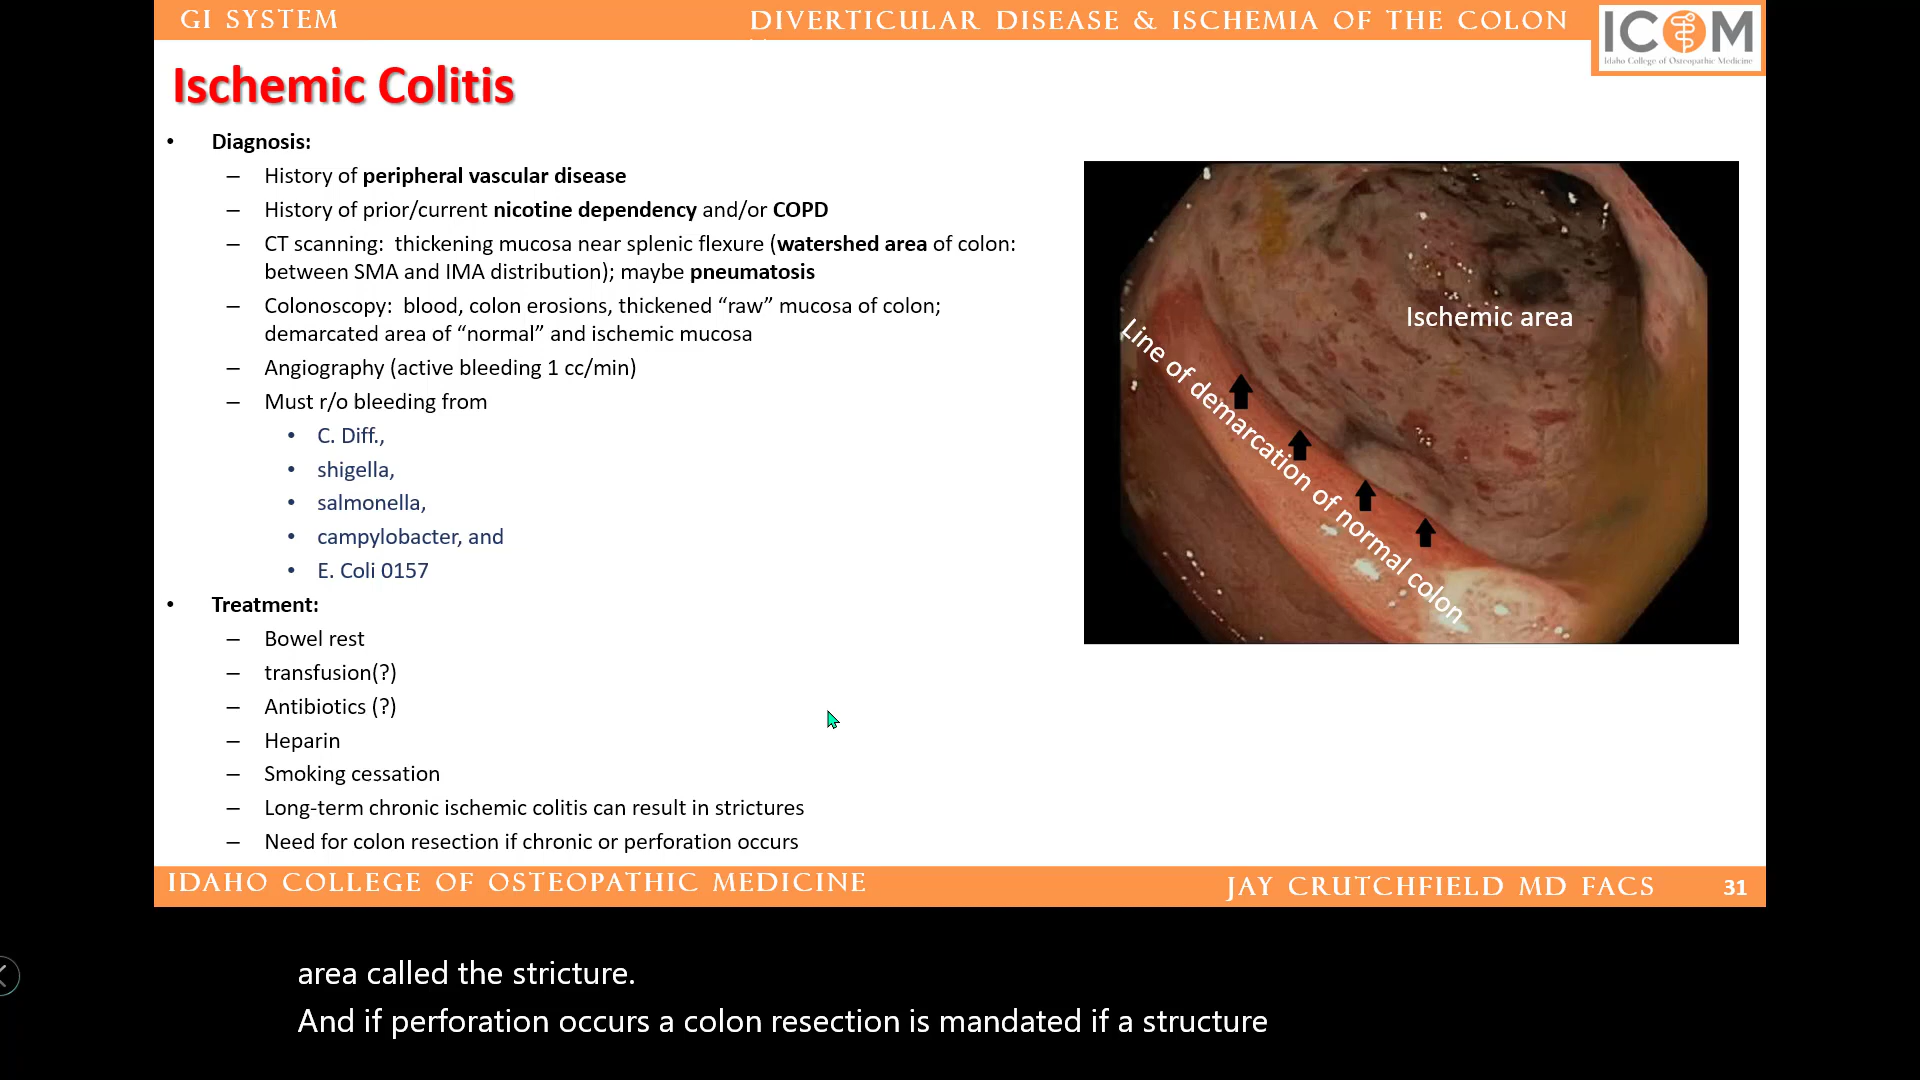 GI SYSTEM
DIVERTICULAR DISEASE & ISCHEMIA OF THE COLON
ICOM
Idaho College of Osteopathic Medicine
Ischemic Colitis
• Diagnosis:
– History of peripheral vascular disease
– History of prior/current nicotine dependency and/or COPD
– CT scanning: thickening mucosa near splenic flexure (watershed area of colon:
between SMA and IMA distribution); maybe pneumatosis
– Colonoscopy: blood, colon erosions, thickened “raw” mucosa of colon;
demarcated area of “normal” and ischemic mucosa
– Angiography (active bleeding 1 cc/min)
– Must r/o bleeding from
• C. Diff.,
• shigella,
• salmonella,
• campylobacter, and
• E. Coli 0157
• Treatment:
– Bowel rest
– transfusion(?)
– Antibiotics (?)
– Heparin
– Smoking cessation
– Long-term chronic ischemic colitis can result in strictures
– Need for colon resection if chronic or perforation occurs
Ischemic area
Line of demarcation of normal colon
IDAHO COLLEGE OF OSTEOPATHIC MEDICINE
JAY CRUTCHFIELD MD FACS
31
area called the stricture.
And if perforation occurs a colon resection is mandated if a structure